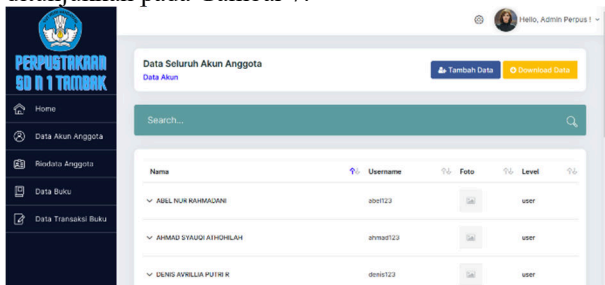 ditunjukkan pada Gambar 7.
Hello, Admin Perpus !
PERPUSTAKAAN
SD N 1 TAMBAK
Home
Data Akun Anggota
Biodata Anggota
Data Buku
Data Transaksi Buku
Data Seluruh Akun Anggota
Data Akun
Tambah Data
Download Data
Search...
Nama Username Foto Level
ABEL NUR RAHMADANI abel123 user
AHMAD SYAUQI ATHOHILAH ahmad123 user
DENIS AVRILLIA PUTRI R denis123 user